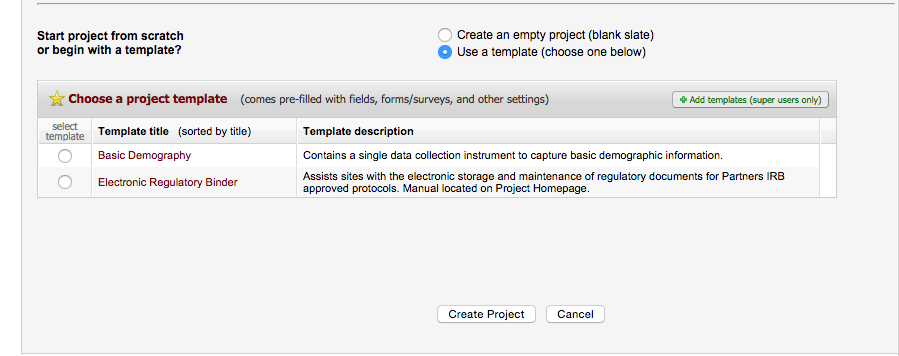 Start project from scratch
or begin with a template?
Create an empty project (blank slate)
Use a template (choose one below)
Choose a project template (comes pre-filled with fields, forms/surveys, and other settings)
Add templates (super users only)
select
template
Template title (sorted by title)
Template description
Basic Demography
Contains a single data collection instrument to capture basic demographic information.
Electronic Regulatory Binder
Assists sites with the electronic storage and maintenance of regulatory documents for Partners IRB
approved protocols. Manual located on Project Homepage.
Create Project
Cancel